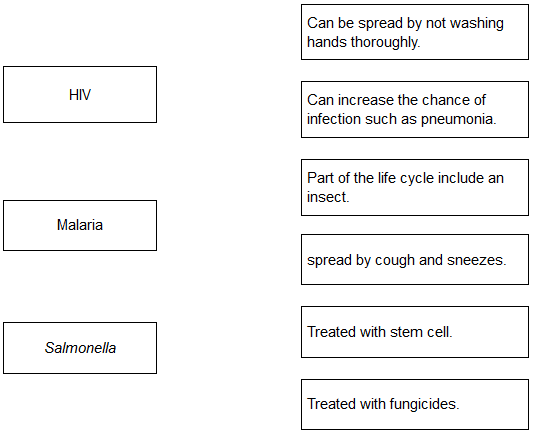 HIV
Malaria
Salmonella
Can be spread by not washing
hands thoroughly.
Can increase the chance of
infection such as pneumonia.
Part of the life cycle include an
insect.
spread by cough and sneezes.
Treated with stem cell.
Treated with fungicides.